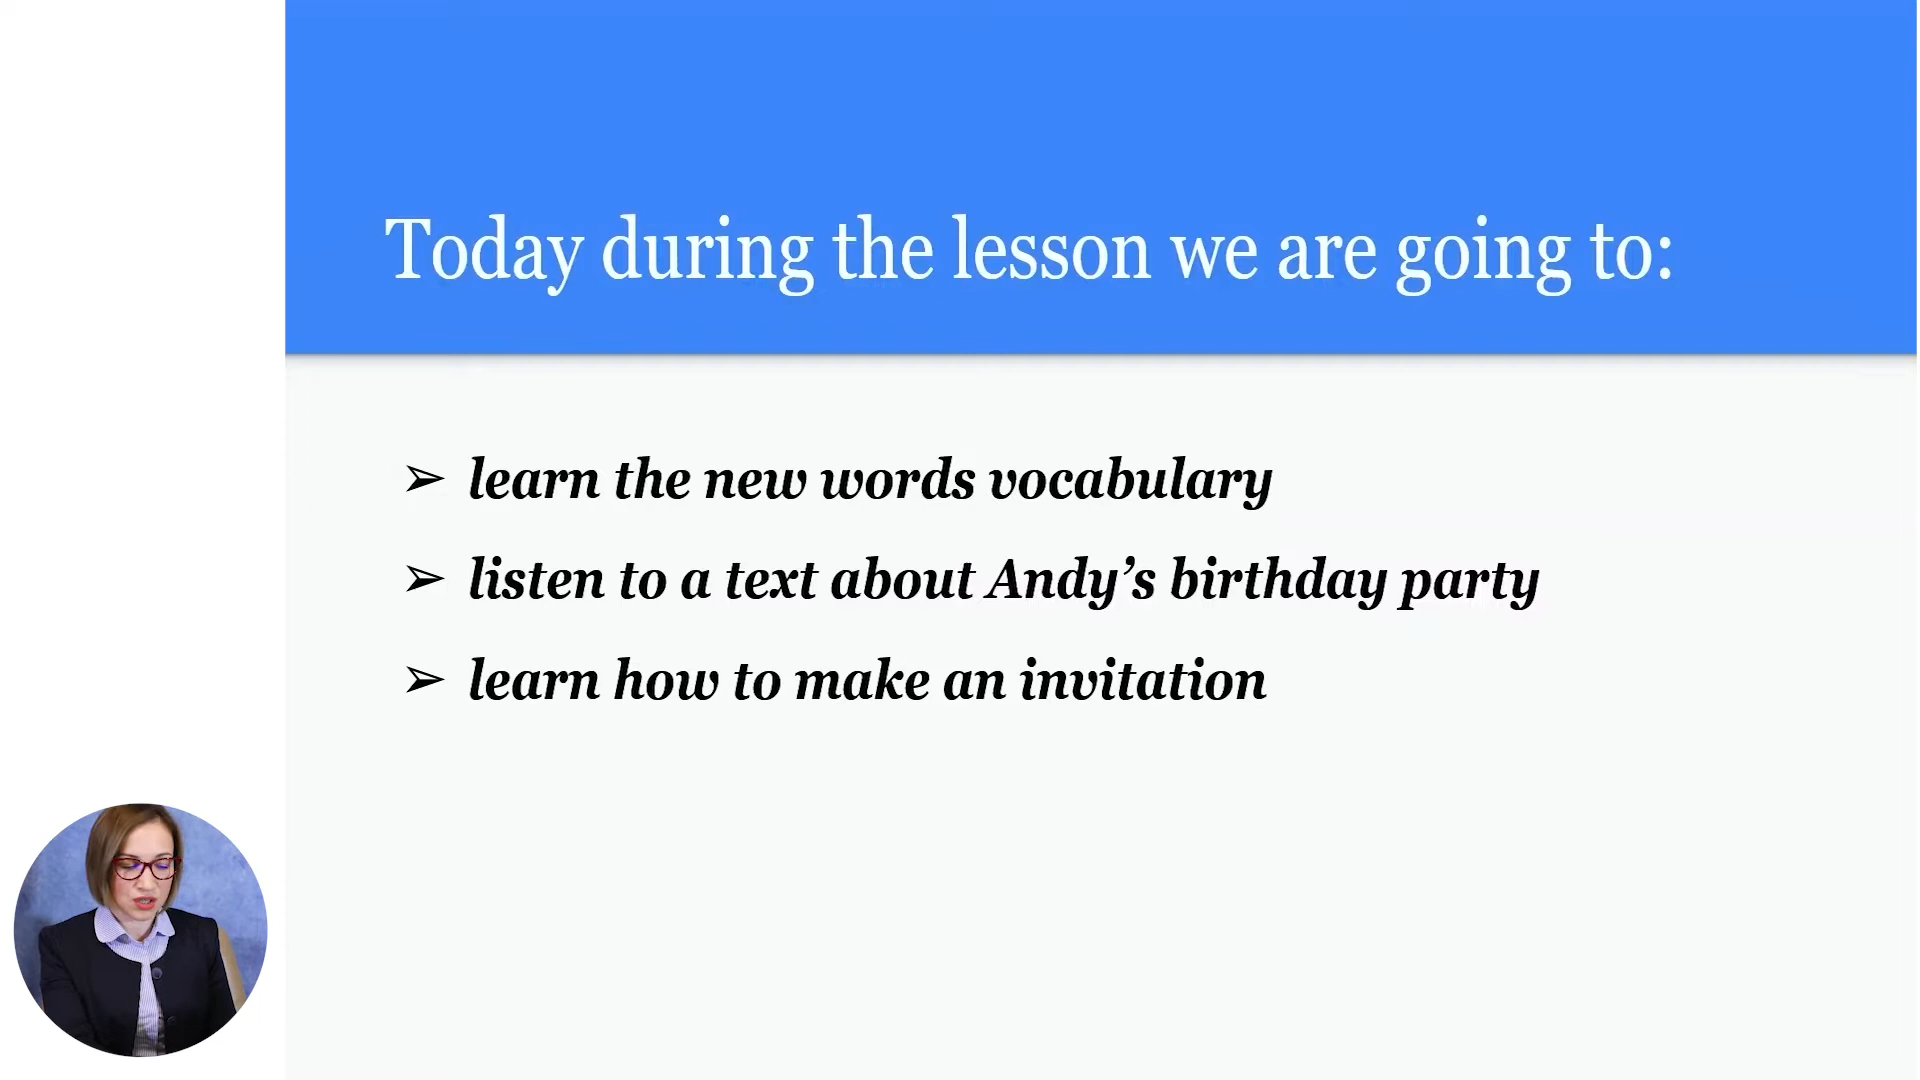 Today during the lesson we are going to:
➢ learn the new words vocabulary
➢ listen to a text about Andy’s birthday party
➢ learn how to make an invitation